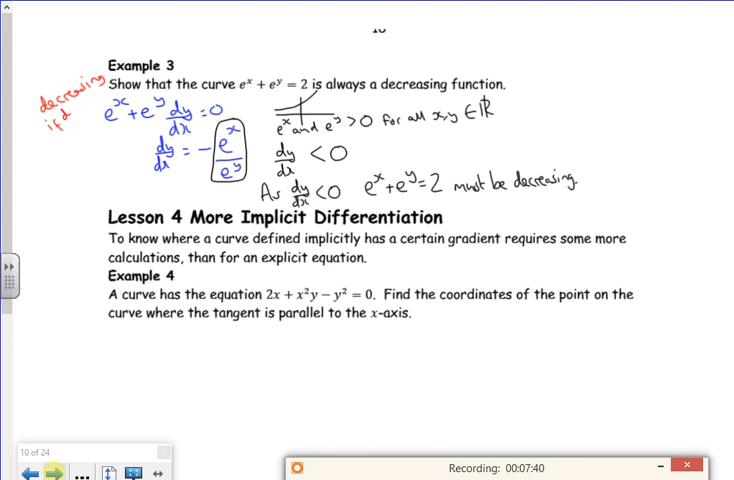 10
Example 3
Show that the curve eˣ + eʸ = 2 is always a decreasing function.
decreasing
if
eˣ + eʸ dy/dx = 0
eˣ and eʸ > 0 for all x,y ∈ ℝ
dy/dx = - eˣ/eʸ
dy/dx < 0
As dy/dx < 0 eˣ + eʸ = 2 must be decreasing.
Lesson 4 More Implicit Differentiation
To know where a curve defined implicitly has a certain gradient requires some more
calculations, than for an explicit equation.
Example 4
A curve has the equation 2x + x²y − y² = 0. Find the coordinates of the point on the
curve where the tangent is parallel to the x-axis.
10 of 24
Recording: 00:07:40